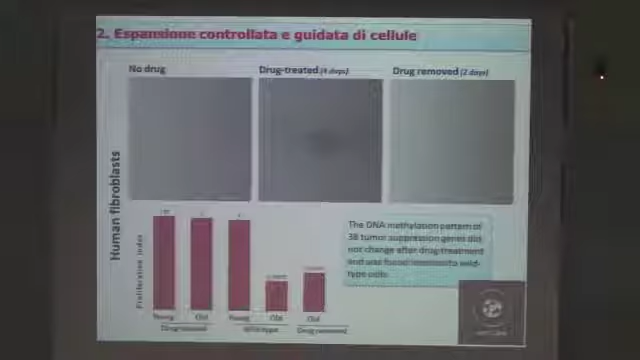 2. Espansione controllata e guidata di cellule
No drug
Drug-treated (4 days)
Drug removed (2 days)
Human fibroblasts
Proliferation index
The DNA methylation pattern of
38 tumor suppression genes did
not change after drug treatment
and was found identical to wild-
type cells
Young Old Young Old Old
Drug treated Wild-type Drug removed